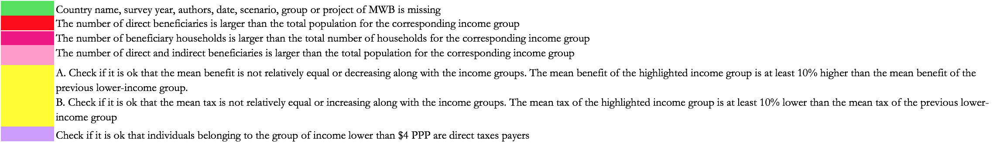 Country name, survey year, authors, date, scenario, group or project of MWB is missing
The number of direct beneficiaries is larger than the total population for the corresponding income group
The number of beneficiary households is larger than the total number of households for the corresponding income group
The number of direct and indirect beneficiaries is larger than the total population for the corresponding income group
A. Check if it is ok that the mean benefit is not relatively equal or decreasing along with the income groups. The mean benefit of the highlighted income group is at least 10% higher than the mean benefit of the
previous lower-income group.
B. Check if it is ok that the mean tax is not relatively equal or increasing along with the income groups. The mean tax of the highlighted income group is at least 10% lower than the mean tax of the previous lower-
income group
Check if it is ok that individuals belonging to the group of income lower than $4 PPP are direct taxes payers